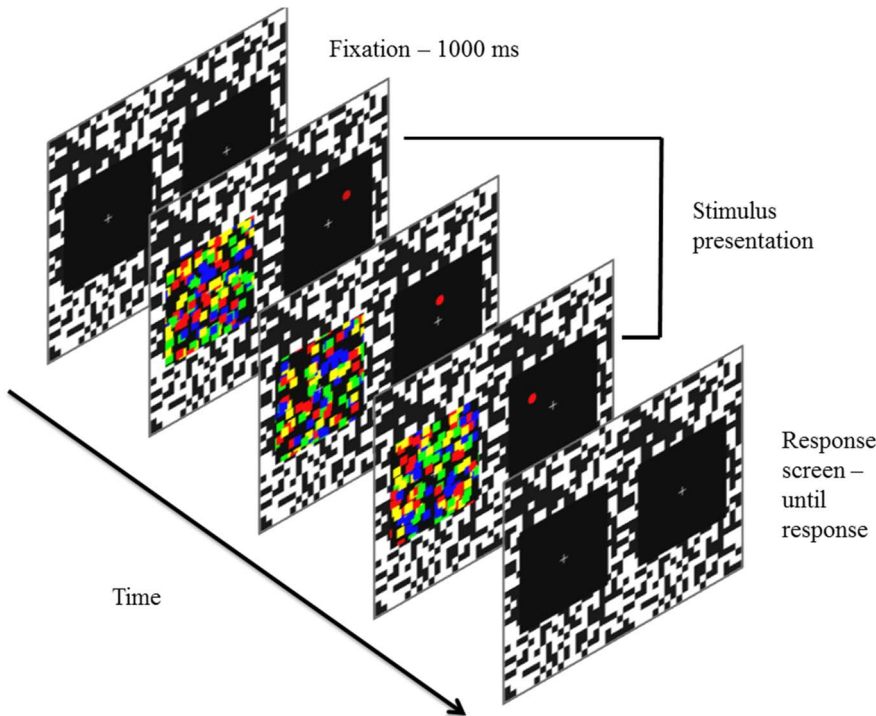 Fixation – 1000 ms
Stimulus
presentation
Response
screen –
until
response
Time